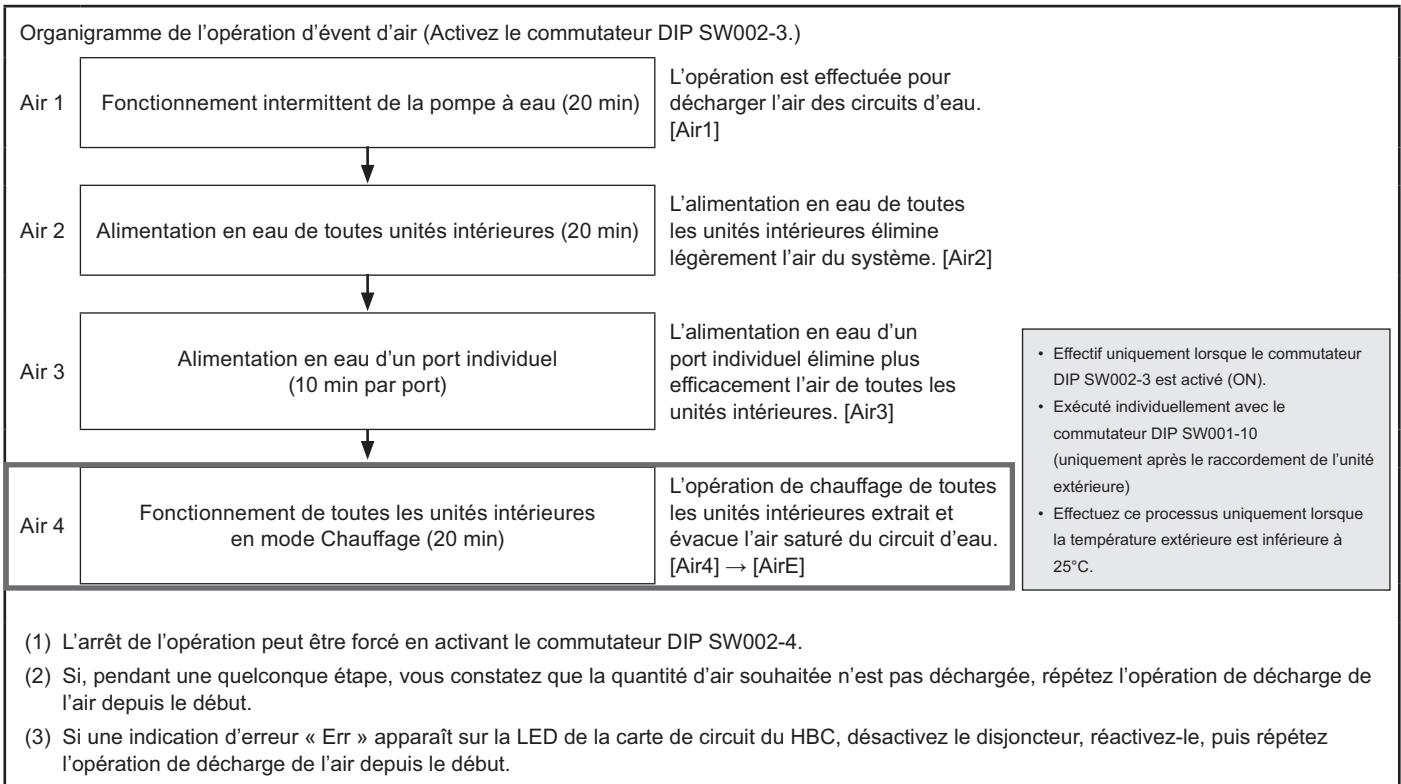 Organigramme de l'opération d'évent d'air (Activez le commutateur DIP SW002-3.)
Air 1
Fonctionnement intermittent de la pompe à eau (20 min)
L'opération est effectuée pour
décharger l'air des circuits d'eau.
[Air1]
Air 2
Alimentation en eau de toutes unités intérieures (20 min)
L'alimentation en eau de toutes
les unités intérieures élimine
légèrement l'air du système. [Air2]
Air 3
Alimentation en eau d'un port individuel
(10 min par port)
L'alimentation en eau d'un
port individuel élimine plus
efficacement l'air de toutes les
unités intérieures. [Air3]
Air 4
Fonctionnement de toutes les unités intérieures
en mode Chauffage (20 min)
L'opération de chauffage de toutes
les unités intérieures extrait et
évacue l'air saturé du circuit d'eau.
[Air4] → [AirE]
• Effectif uniquement lorsque le commutateur
DIP SW002-3 est activé (ON).
• Exécuté individuellement avec le
commutateur DIP SW001-10
(uniquement après le raccordement de l'unité
extérieure)
• Effectuez ce processus uniquement lorsque
la température extérieure est inférieure à
25°C.
(1) L'arrêt de l'opération peut être forcé en activant le commutateur DIP SW002-4.
(2) Si, pendant une quelconque étape, vous constatez que la quantité d'air souhaitée n'est pas déchargée, répétez l'opération de décharge de
l'air depuis le début.
(3) Si une indication d'erreur « Err » apparaît sur la LED de la carte de circuit du HBC, désactivez le disjoncteur, réactivez-le, puis répétez
l'opération de décharge de l'air depuis le début.